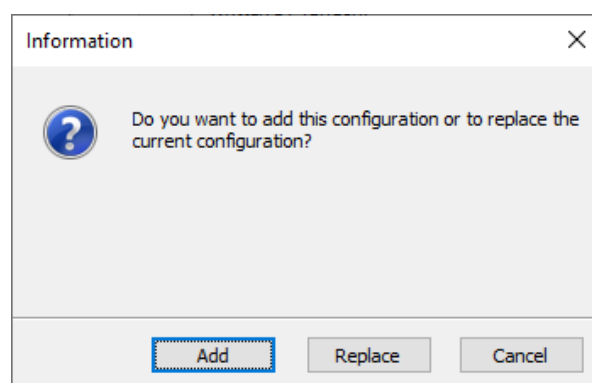 Information
Do you want to add this configuration or to replace the
current configuration?
Add
Replace
Cancel